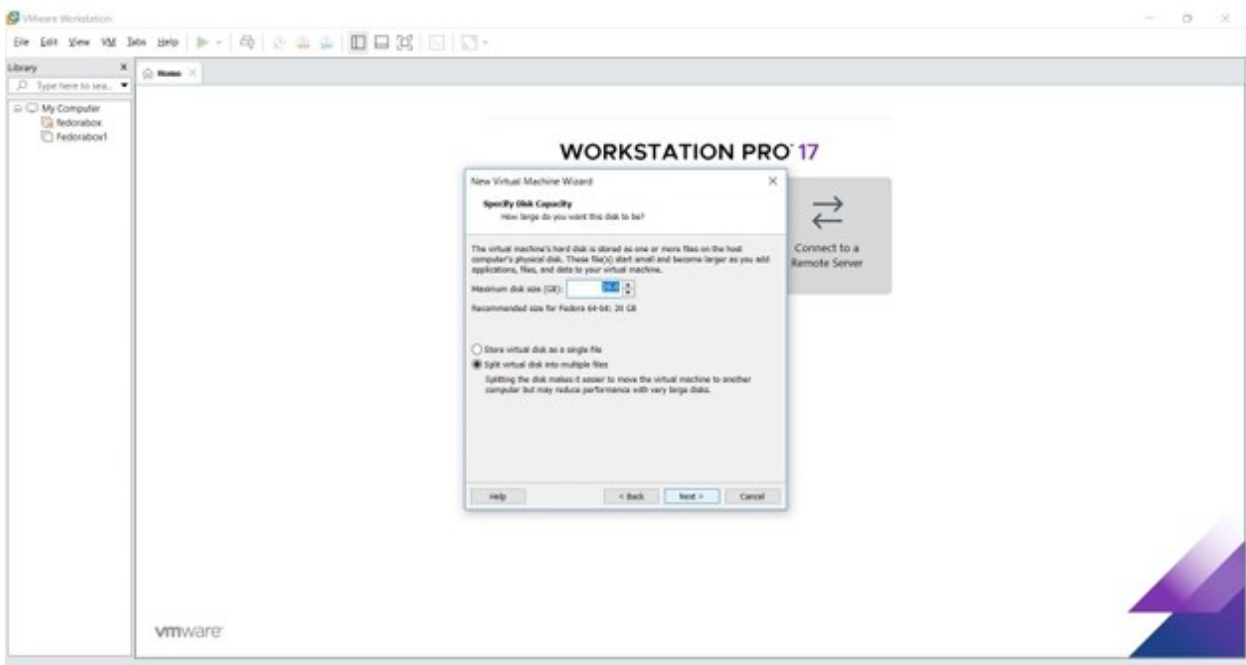 VMware Workstation
File Edit View VM Tabs Help
Library
Type here to sea...
My Computer
fedorabox
Fedorabox1
Home
WORKSTATION PRO 17
New Virtual Machine Wizard
Specify Disk Capacity
How large do you want this disk to be?
The virtual machine's hard disk is stored as one or more files on the host
computer's physical disk. These file(s) start small and become larger as you add
applications, files, and data to your virtual machine.
Maximum disk size (GB):
Recommended size for Fedora 64-bit: 20 GB
Store virtual disk as a single file
Split virtual disk into multiple files
Splitting the disk makes it easier to move the virtual machine to another
computer but may reduce performance with very large disks.
Help < Back Next > Cancel
Connect to a
Remote Server
vmware